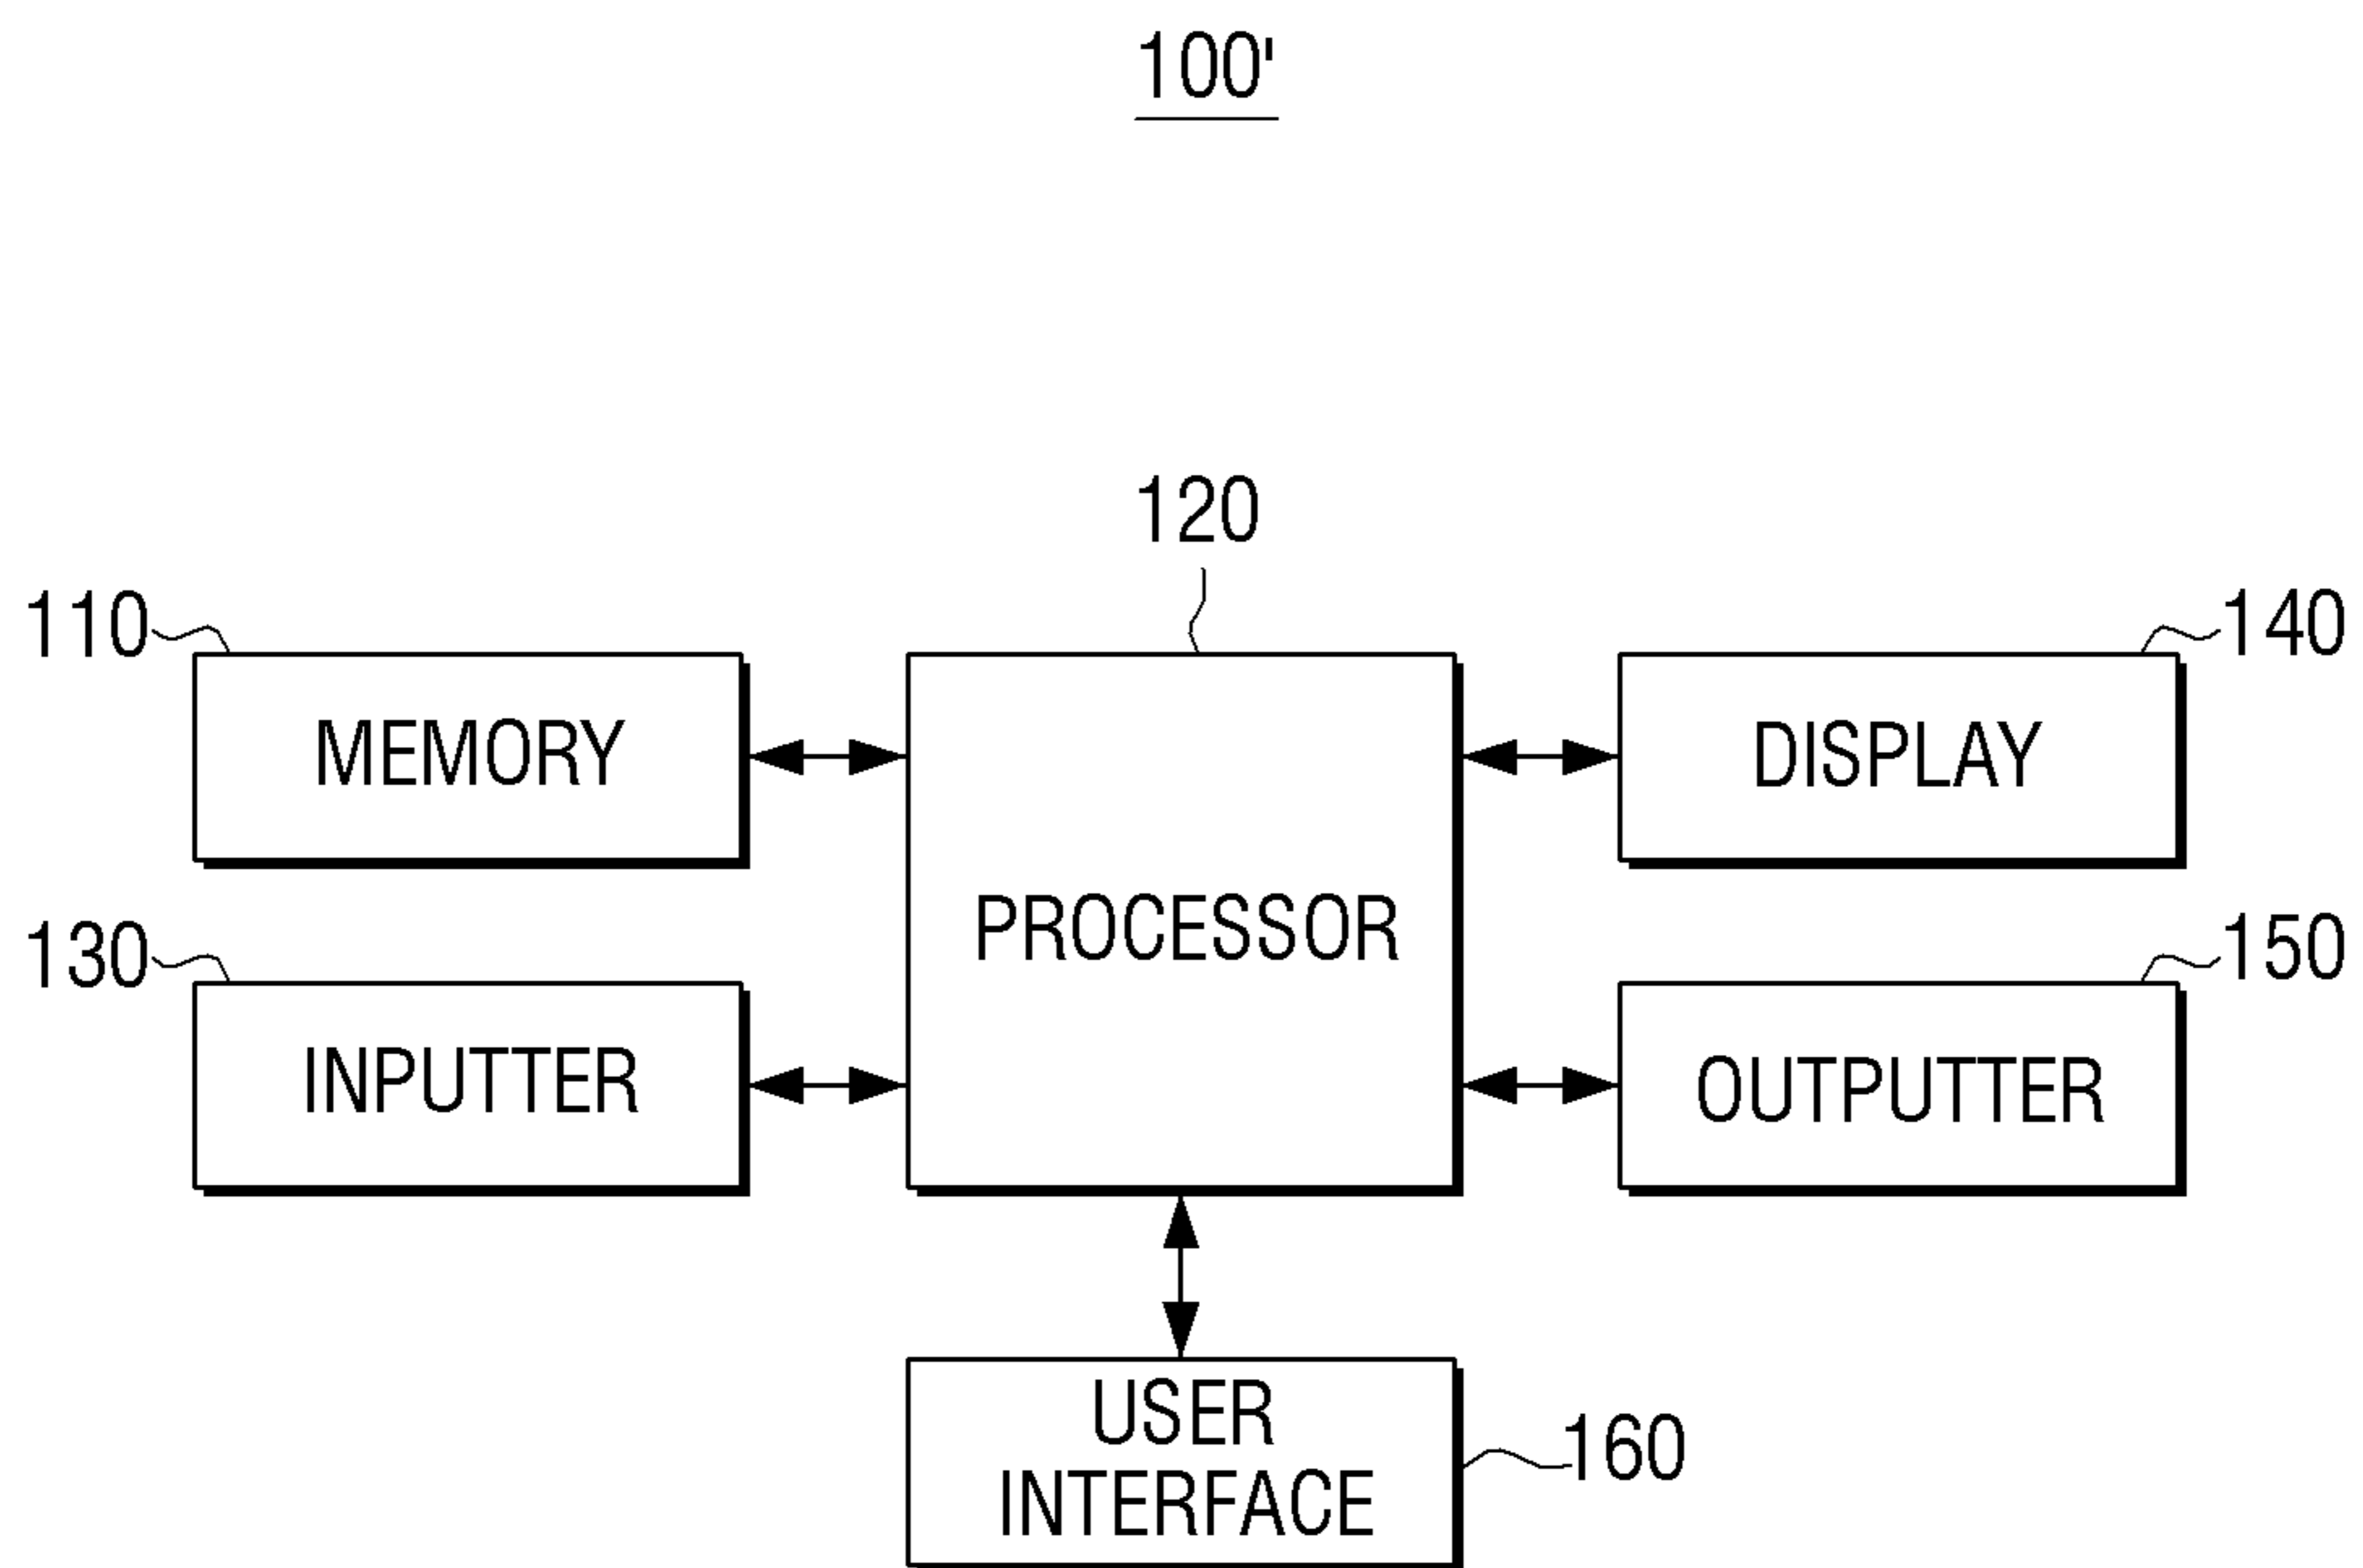 100'
120
110
140
MEMORY
DISPLAY
PROCESSOR
130
150
INPUTTER
OUTPUTTER
USER
INTERFACE
160